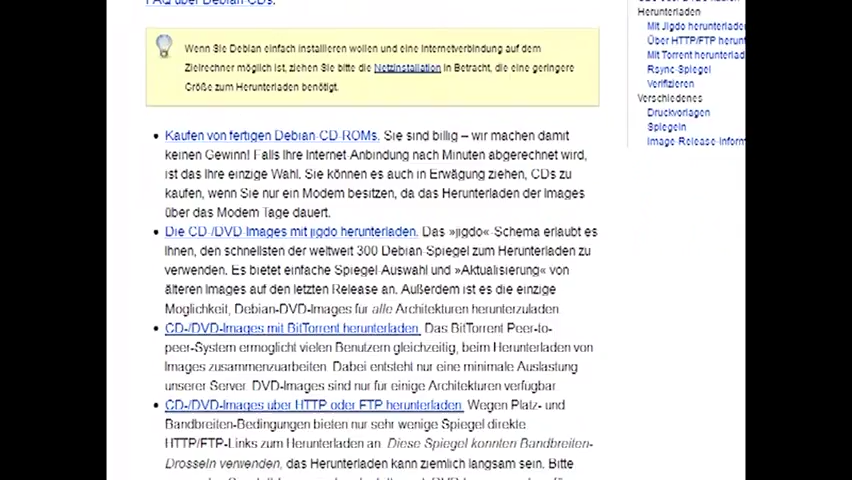 FAQ über Debian-CDs.
Wenn Sie Debian einfach installieren wollen und eine Internetverbindung auf dem
Zielrechner möglich ist, ziehen Sie bitte die Netzinstallation in Betracht, die eine geringere
Größe zum Herunterladen benötigt.
Kaufen von fertigen Debian-CD-ROMs. Sie sind billig – wir machen damit
keinen Gewinn! Falls Ihre Internet-Anbindung nach Minuten abgerechnet wird,
ist das Ihre einzige Wahl. Sie können es auch in Erwägung ziehen, CDs zu
kaufen, wenn Sie nur ein Modem besitzen, da das Herunterladen der Images
über das Modem Tage dauert.
Die CD-/DVD-Images mit jigdo herunterladen. Das »jigdo«-Schema erlaubt es
Ihnen, den schnellsten der weltweit 300 Debian-Spiegel zum Herunterladen zu
verwenden. Es bietet einfache Spiegel-Auswahl und »Aktualisierung« von
älteren Images auf den letzten Release an. Außerdem ist es die einzige
Möglichkeit, Debian-DVD-Images für alle Architekturen herunterzuladen.
CD-/DVD-Images mit BitTorrent herunterladen. Das BitTorrent Peer-to-
peer-System ermöglicht vielen Benutzern gleichzeitig, beim Herunterladen von
Images zusammenzuarbeiten. Dabei entsteht nur eine minimale Auslastung
unserer Server. DVD-Images sind nur für einige Architekturen verfügbar.
CD-/DVD-Images über HTTP oder FTP herunterladen. Wegen Platz- und
Bandbreiten-Bedingungen bieten nur sehr wenige Spiegel direkte
HTTP/FTP-Links zum Herunterladen an. Diese Spiegel könnten Bandbreiten-
Drosseln verwenden, das Herunterladen kann ziemlich langsam sein. Bitte
Herunterladen
Mit Jigdo herunterladen
Über HTTP/FTP herunt
Mit Torrent herunterlad
Rsync-Spiegel
Verifizieren
Verschiedenes
Druckvorlagen
Spiegeln
Image-Release-Inform